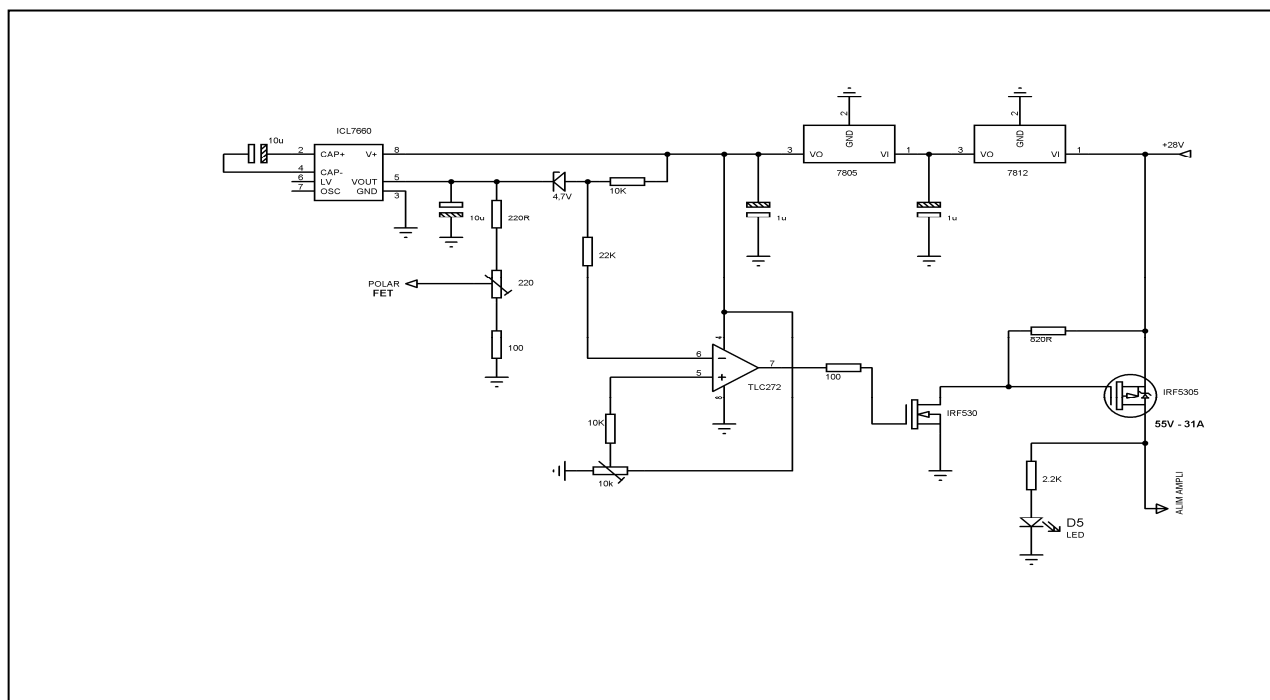 ICL7660
10u
2 CAP+ V+ 8
4 CAP-
6 LV VOUT 5
7 OSC GND 3
10u
220R
4,7V
10K
22K
POLAR
FET
220
100
1u
3 VO GND 2 VI 1
7805
1u
3 VO GND 2 VI 1
7812
+28V
820R
6
5
4
7
8
TLC272
100
IRF530
IRF5305
55V - 31A
10K
10k
2.2K
D5
LED
ALIM AMPLI